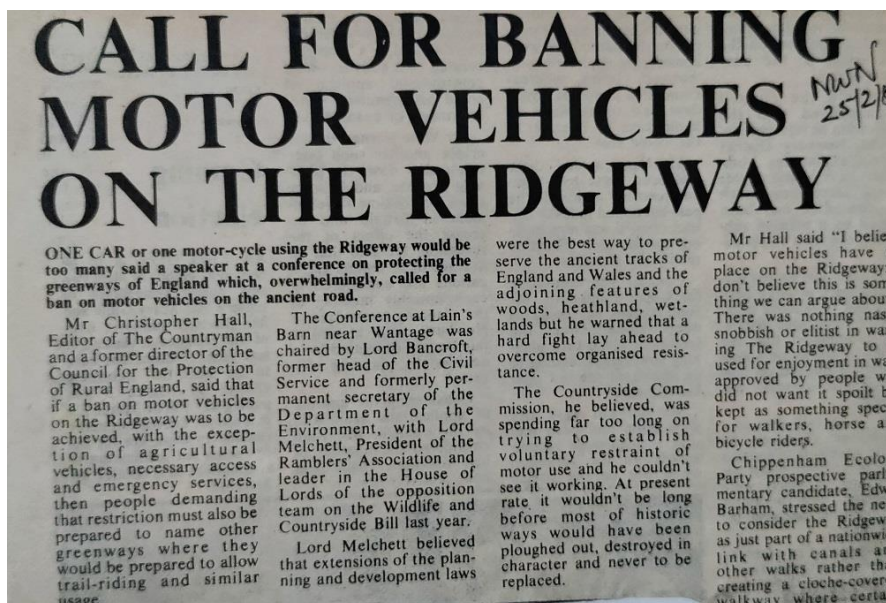 CALL FOR BANNING
MOTOR VEHICLES
ON THE RIDGEWAY
NWN
25/2/
ONE CAR or one motor-cycle using the Ridgeway would be
too many said a speaker at a conference on protecting the
greenways of England which, overwhelmingly, called for a
ban on motor vehicles on the ancient road.
Mr Christopher Hall,
Editor of The Countryman
and a former director of the
Council for the Protection
of Rural England, said that
if a ban on motor vehicles
on the Ridgeway was to be
achieved, with the excep-
tion of agricultural
vehicles, necessary access
and emergency services,
then people demanding
that restriction must also be
prepared to name other
greenways where they
would be prepared to allow
trail-riding and similar
usage.
The Conference at Lain's
Barn near Wantage was
chaired by Lord Bancroft,
former head of the Civil
Service and formerly per-
manent secretary of the
Department of the
Environment, with Lord
Melchett, President of the
Ramblers' Association and
leader in the House of
Lords of the opposition
team on the Wildlife and
Countryside Bill last year.
Lord Melchett believed
that extensions of the plan-
ning and development laws
were the best way to pre-
serve the ancient tracks of
England and Wales and the
adjoining features of
woods, heathland, wet-
lands but he warned that a
hard fight lay ahead to
overcome organised resis-
tance.
The Countryside Com-
mission, he believed, was
spending far too long on
trying to establish
voluntary restraint of
motor use and he couldn't
see it working. At present
rate it wouldn't be long
before most of historic
ways would have been
ploughed out, destroyed in
character and never to be
replaced.
Mr Hall said "I
motor vehicles have
place on the Ridgeway
don't believe this is
thing we can argue
There was nothing
snobbish or elitist in
ing The Ridgeway to
used for enjoyment in
approved by people
did not want it spoilt
kept as something
for walkers, horse
bicycle riders.
Chippenham
Party prospective
mentary candidate,
Barham, stressed the
to consider the
as just part of a
link with canals
other walks rather
creating a
walkway where